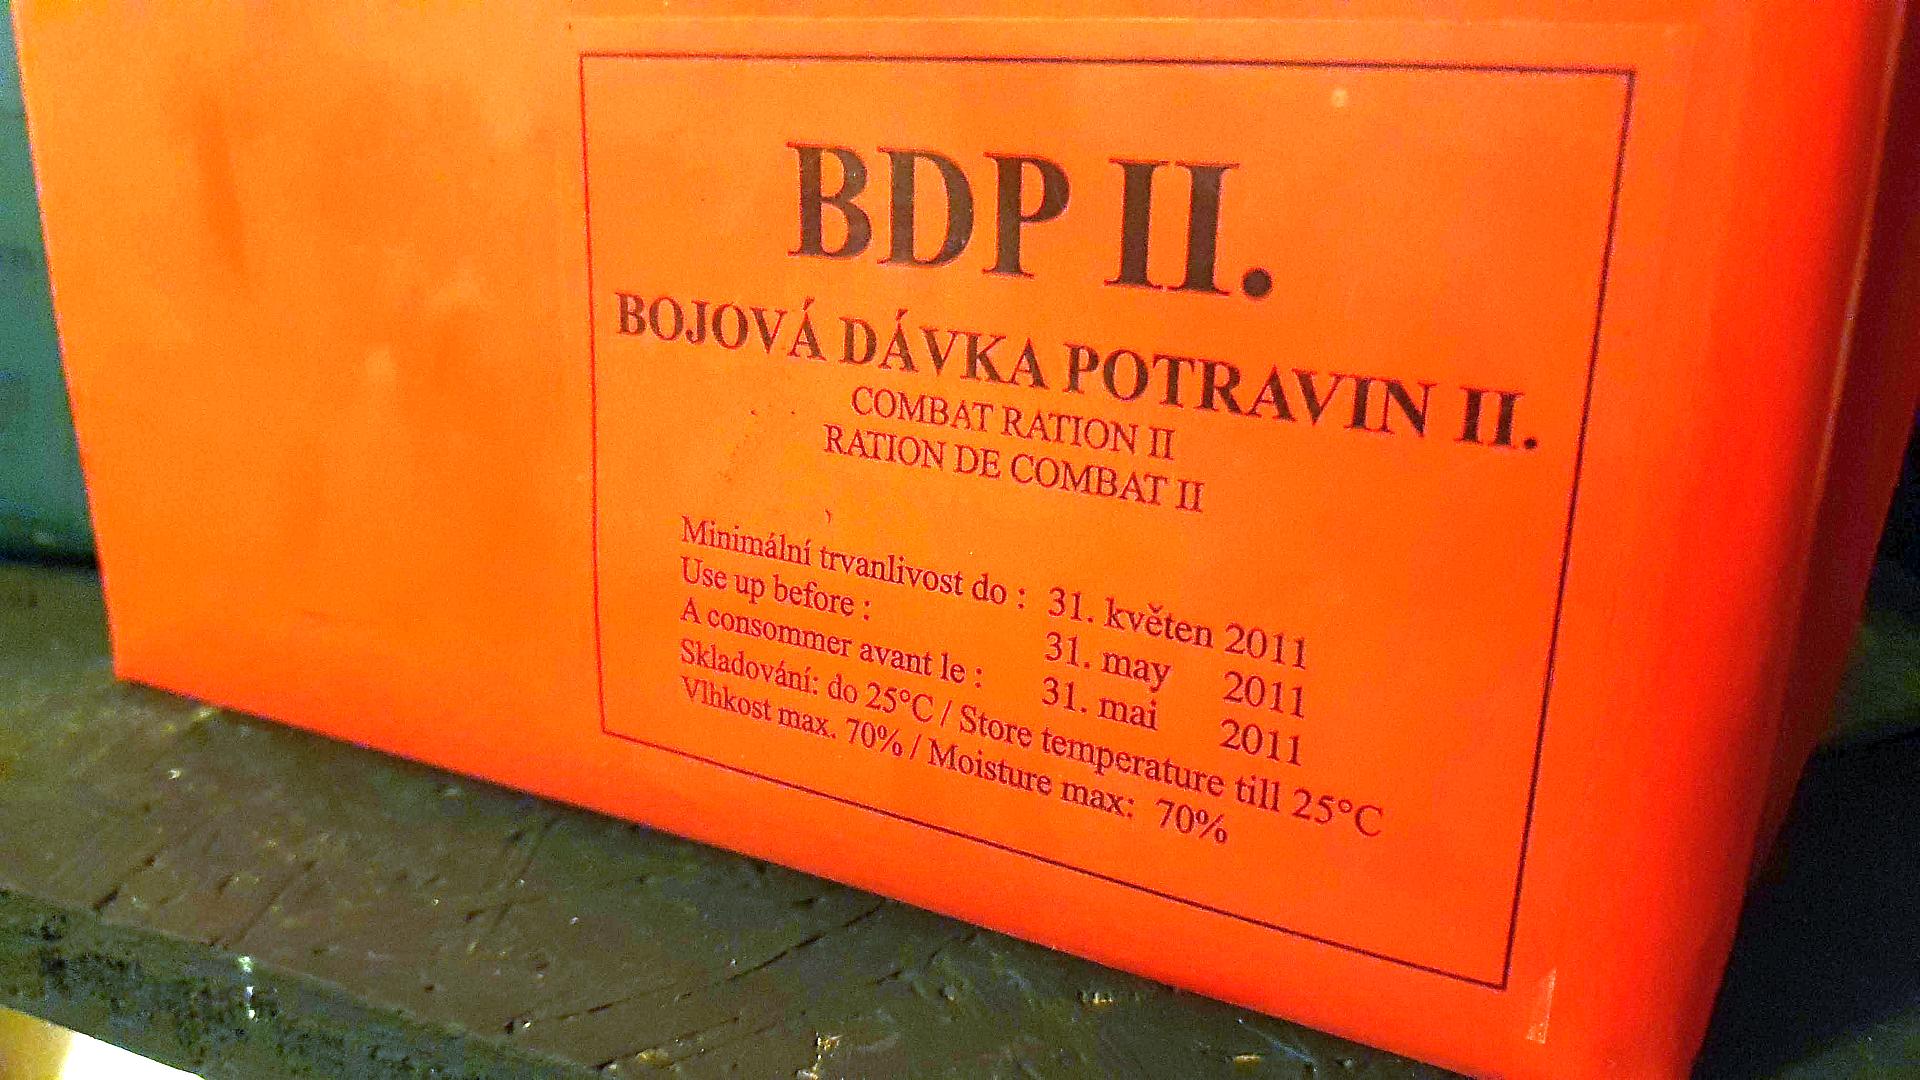 BDP II.
BOJOVÁ DÁVKA POTRAVIN II.
COMBAT RATION II
RATION DE COMBAT II
Minimální trvanlivost do : 31. květen 2011
Use up before : 31. may 2011
A consommer avant le : 31. mai 2011
Skladování: do 25°C / Store temperature till 25°C
Vlhkost max. 70% / Moisture max: 70%